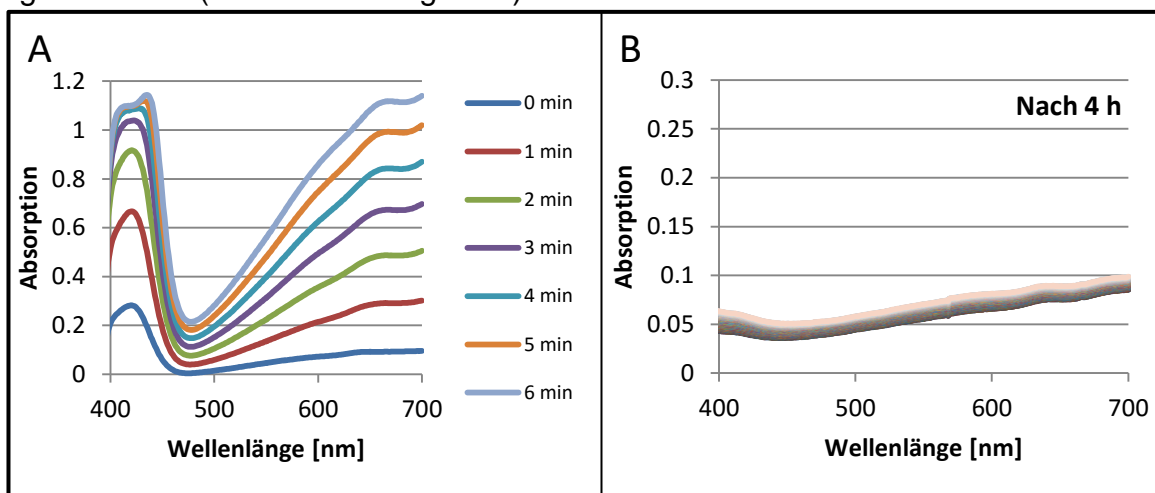 A
Absorption
1.2
1
0.8
0.6
0.4
0.2
0
400
500
600
700
Wellenlänge [nm]
0 min
1 min
2 min
3 min
4 min
5 min
6 min
B
Nach 4 h
Absorption
0.3
0.25
0.2
0.15
0.1
0.05
0
400
500
600
700
Wellenlänge [nm]